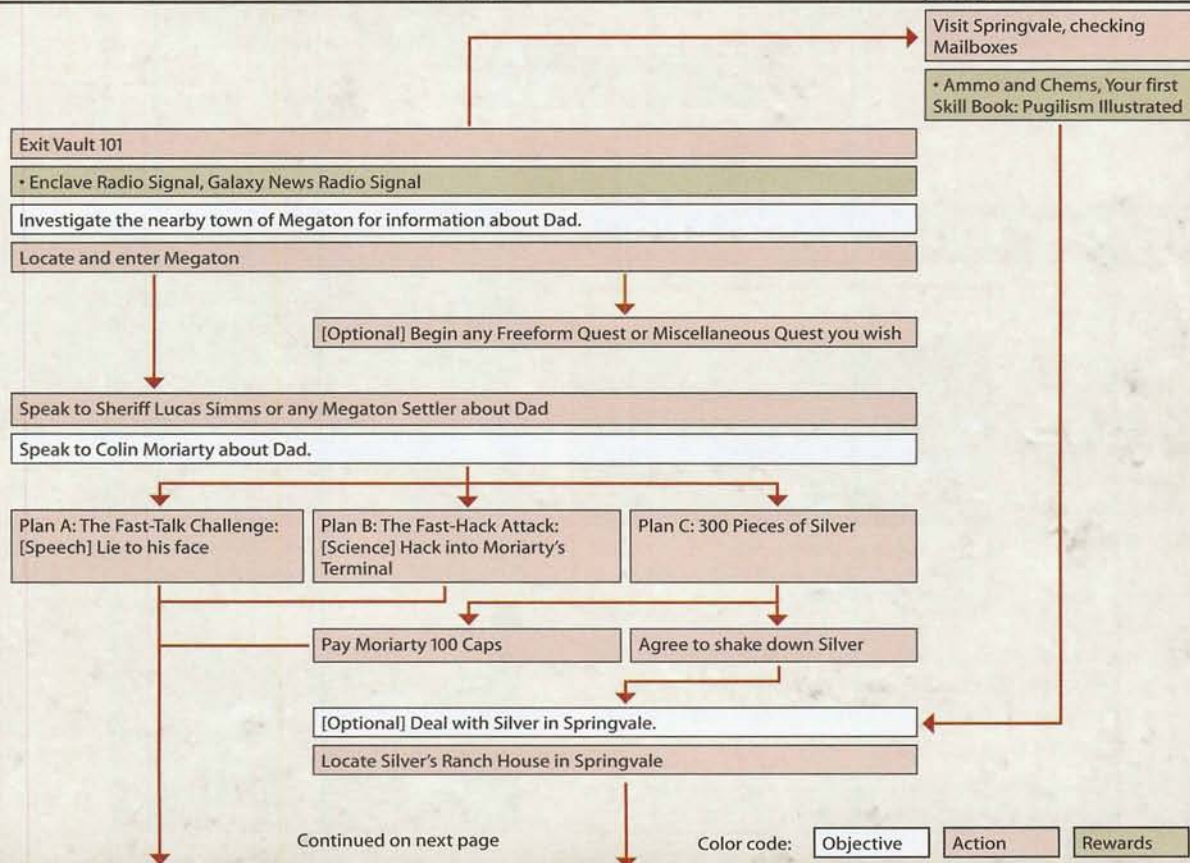 Visit Springvale, checking
Mailboxes
• Ammo and Chems, Your first
Skill Book: Pugilism Illustrated
Exit Vault 101
• Enclave Radio Signal, Galaxy News Radio Signal
Investigate the nearby town of Megaton for information about Dad.
Locate and enter Megaton
[Optional] Begin any Freeform Quest or Miscellaneous Quest you wish
Speak to Sheriff Lucas Simms or any Megaton Settler about Dad
Speak to Colin Moriarty about Dad.
Plan A: The Fast-Talk Challenge:
[Speech] Lie to his face
Plan B: The Fast-Hack Attack:
[Science] Hack into Moriarty's
Terminal
Plan C: 300 Pieces of Silver
Pay Moriarty 100 Caps
Agree to shake down Silver
[Optional] Deal with Silver in Springvale.
Locate Silver's Ranch House in Springvale
Continued on next page
Color code:
Objective
Action
Rewards